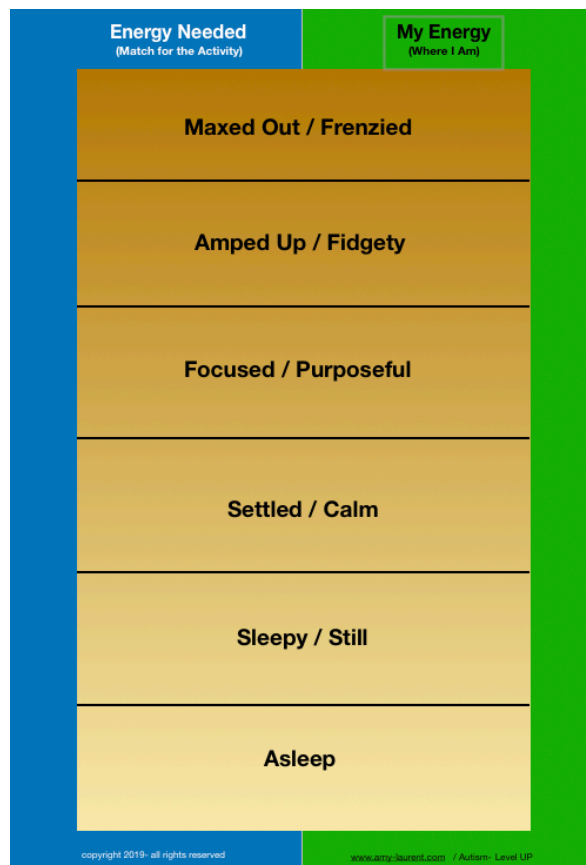 Energy Needed
(Match for the Activity)
My Energy
(Where I Am)
Maxed Out / Frenzied
Amped Up / Fidgety
Focused / Purposeful
Settled / Calm
Sleepy / Still
Asleep
copyright 2019- all rights reserved
www.amy-laurent.com / Autism- Level UP